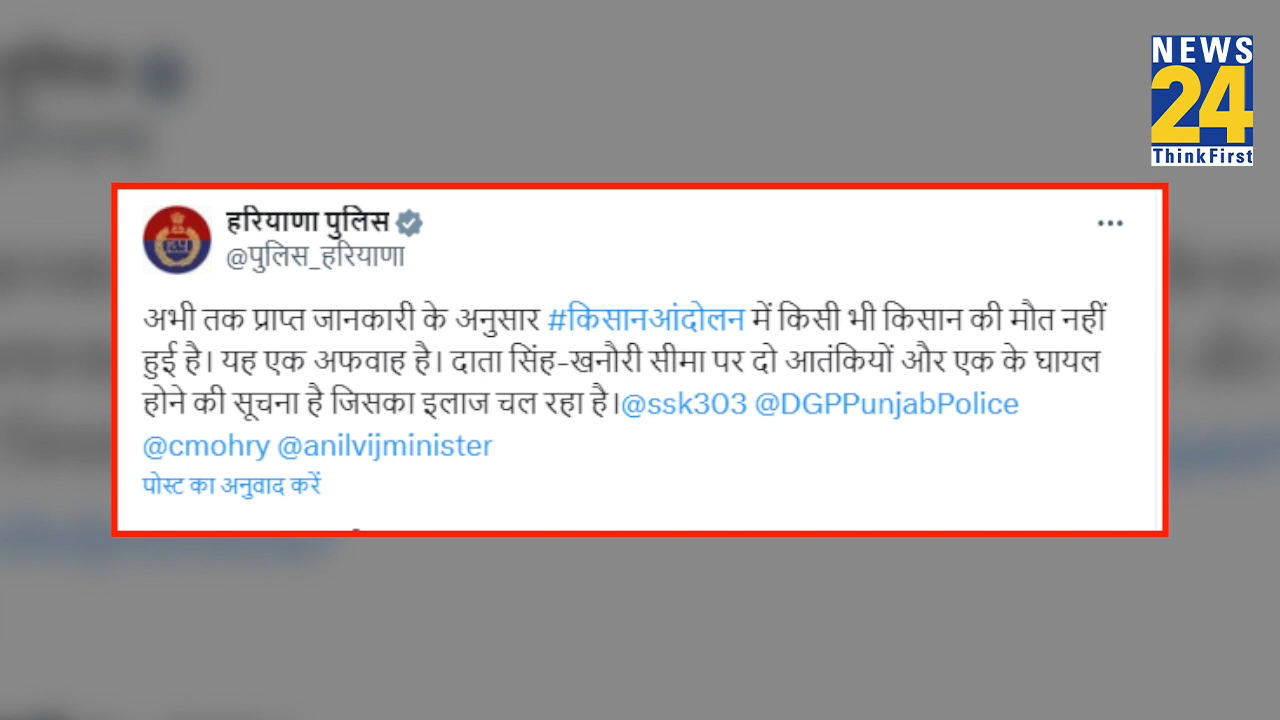 NEWS
24
ThinkFirst
हरियाणा पुलिस
@पुलिस_हरियाणा
अभी तक प्राप्त जानकारी के अनुसार #किसानआंदोलन में किसी भी किसान की मौत नहीं
हुई है। यह एक अफवाह है। दाता सिंह-खनौरी सीमा पर दो आतंकियों और एक के घायल
होने की सूचना है जिसका इलाज चल रहा है।@ssk303 @DGPPunjabPolice
@cmohry @anilvijminister
पोस्ट का अनुवाद करें